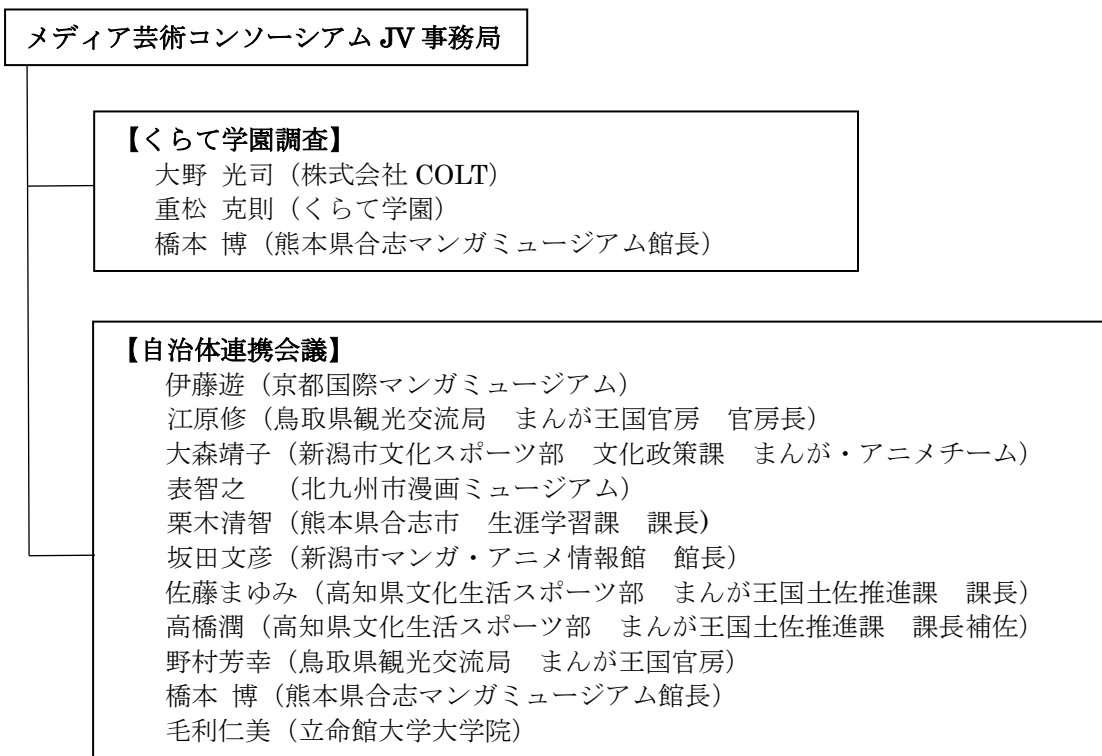 メディア芸術コンソーシアム JV 事務局
【くらて学園調査】
大野 光司（株式会社 COLT）
重松 克則（くらて学園）
橋本 博（熊本県合志マンガミュージアム館長）
【自治体連携会議】
伊藤遊（京都国際マンガミュージアム）
江原修（鳥取県観光交流局　まんが王国官房　官房長）
大森靖子（新潟市文化スポーツ部　文化政策課　まんが・アニメチーム）
表智之　（北九州市漫画ミュージアム）
栗木清智（熊本県合志市　生涯学習課　課長)
坂田文彦（新潟市マンガ・アニメ情報館　館長）
佐藤まゆみ（高知県文化生活スポーツ部　まんが王国土佐推進課　課長）
高橋潤（高知県文化生活スポーツ部　まんが王国土佐推進課　課長補佐）
野村芳幸（鳥取県観光交流局　まんが王国官房）
橋本 博（熊本県合志マンガミュージアム館長）
毛利仁美（立命館大学大学院）